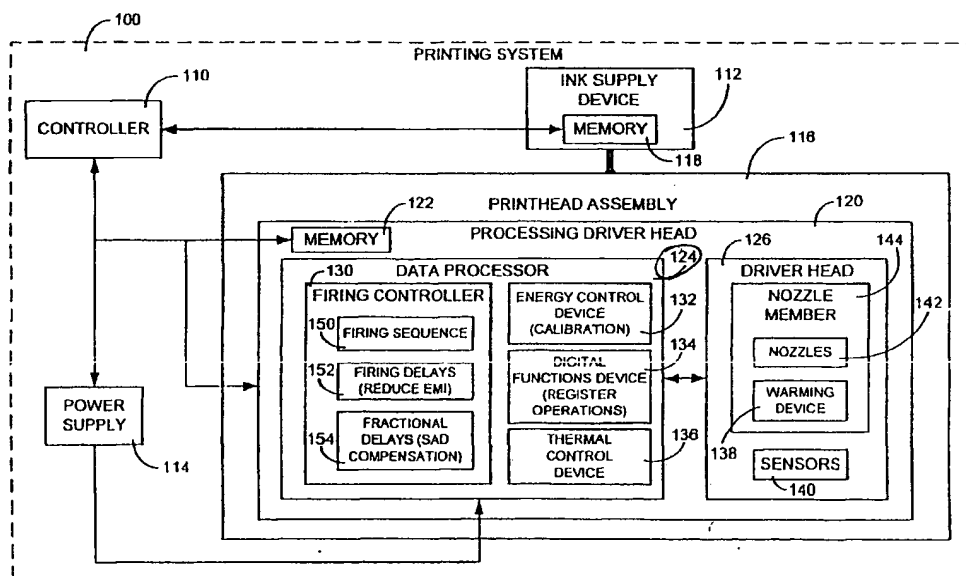 100
PRINTING SYSTEM
110
CONTROLLER
INK SUPPLY
DEVICE
MEMORY
112
118
116
PRINTHEAD ASSEMBLY
120
122
MEMORY
PROCESSING DRIVER HEAD
124
126
144
DATA PROCESSOR
DRIVER HEAD
130
FIRING CONTROLLER
150
FIRING SEQUENCE
152
FIRING DELAYS
(REDUCE EMI)
154
FRACTIONAL
DELAYS (SAD
COMPENSATION)
ENERGY CONTROL
DEVICE
(CALIBRATION)
132
134
DIGITAL
FUNCTIONS DEVICE
(REGISTER
OPERATIONS)
136
THERMAL
CONTROL
DEVICE
NOZZLE
MEMBER
142
NOZZLES
WARMING
DEVICE
138
SENSORS
140
POWER
SUPPLY
114